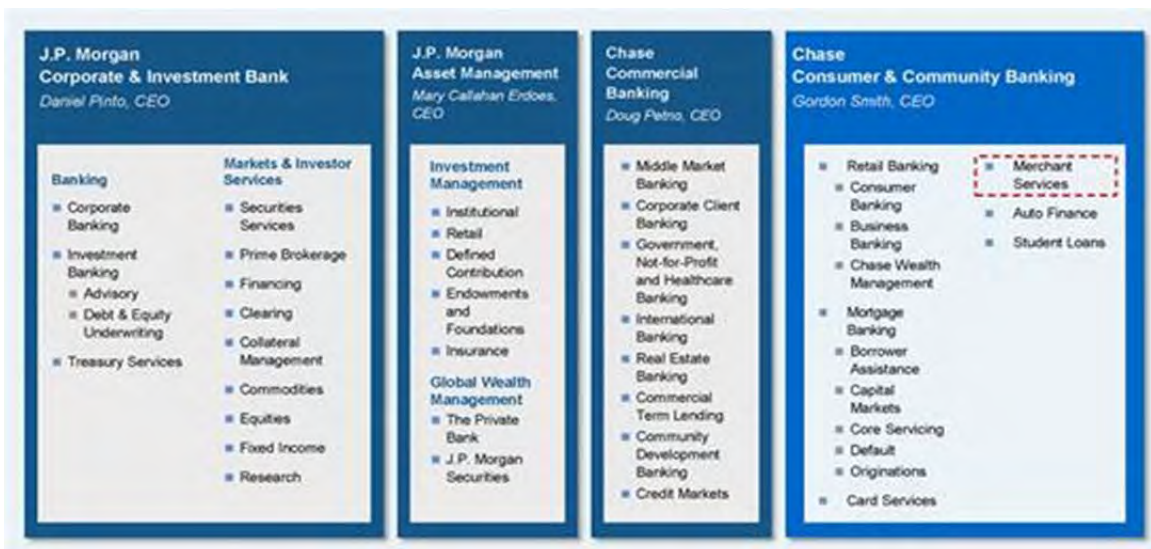 J.P. Morgan
Corporate & Investment Bank
Daniel Pinto, CEO
Banking
Corporate
Banking
Investment
Banking
Advisory
Debt & Equity
Underwriting
Treasury Services
Markets & Investor
Services
Securities
Services
Prime Brokerage
Financing
Clearing
Collateral
Management
Commodities
Equities
Fixed Income
Research
J.P. Morgan
Asset Management
Mary Callahan Erdoes,
CEO
Investment
Management
Institutional
Retail
Defined
Contribution
Endowments
and
Foundations
Insurance
Global Wealth
Management
The Private
Bank
J.P. Morgan
Securities
Chase
Commercial
Banking
Doug Petno, CEO
Middle Market
Banking
Corporate Client
Banking
Government,
Not-for-Profit
and Healthcare
Banking
International
Banking
Real Estate
Banking
Commercial
Term Lending
Community
Development
Banking
Credit Markets
Chase
Consumer & Community Banking
Gordon Smith, CEO
Retail Banking
Consumer
Banking
Business
Banking
Chase Wealth
Management
Mortgage
Banking
Borrower
Assistance
Capital
Markets
Core Servicing
Default
Originations
Card Services
Merchant
Services
Auto Finance
Student Loans